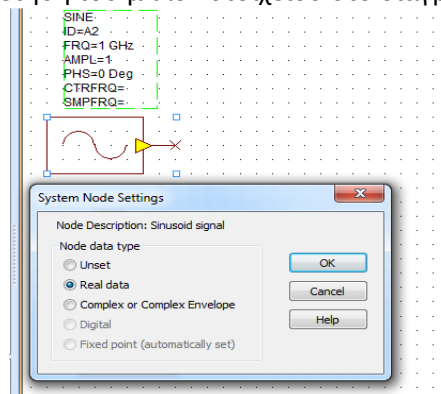 SINE
ID=A2
FRQ=1 GHz
AMPL=1
PHS=0 Deg
CTRFRQ=
SMPFRQ=
System Node Settings
Node Description: Sinusoid signal
Node data type
Unset
Real data
Complex or Complex Envelope
Digital
Fixed point (automatically set)
OK
Cancel
Help